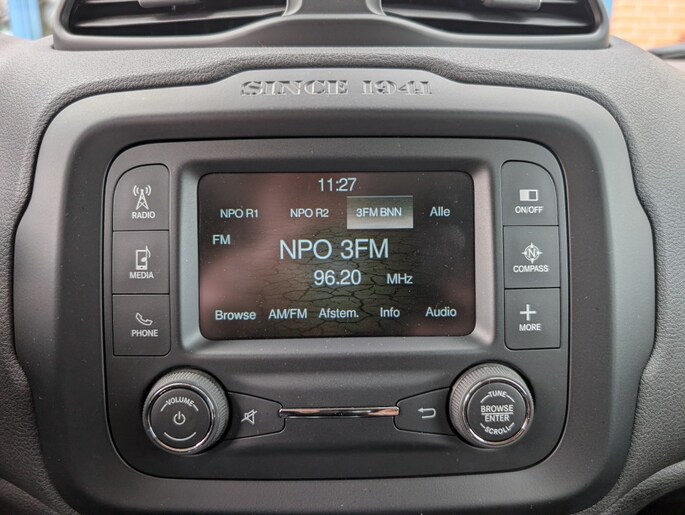 SINCE 1941
11:27
NPO R1 NPO R2 3FM BNN Alle
FM
NPO 3FM
96.20 MHz
Browse AM/FM Afstem. Info Audio
RADIO
MEDIA
PHONE
ON/OFF
N
COMPASS
MORE
VOLUME
TUNE
BROWSE
ENTER
SCROLL